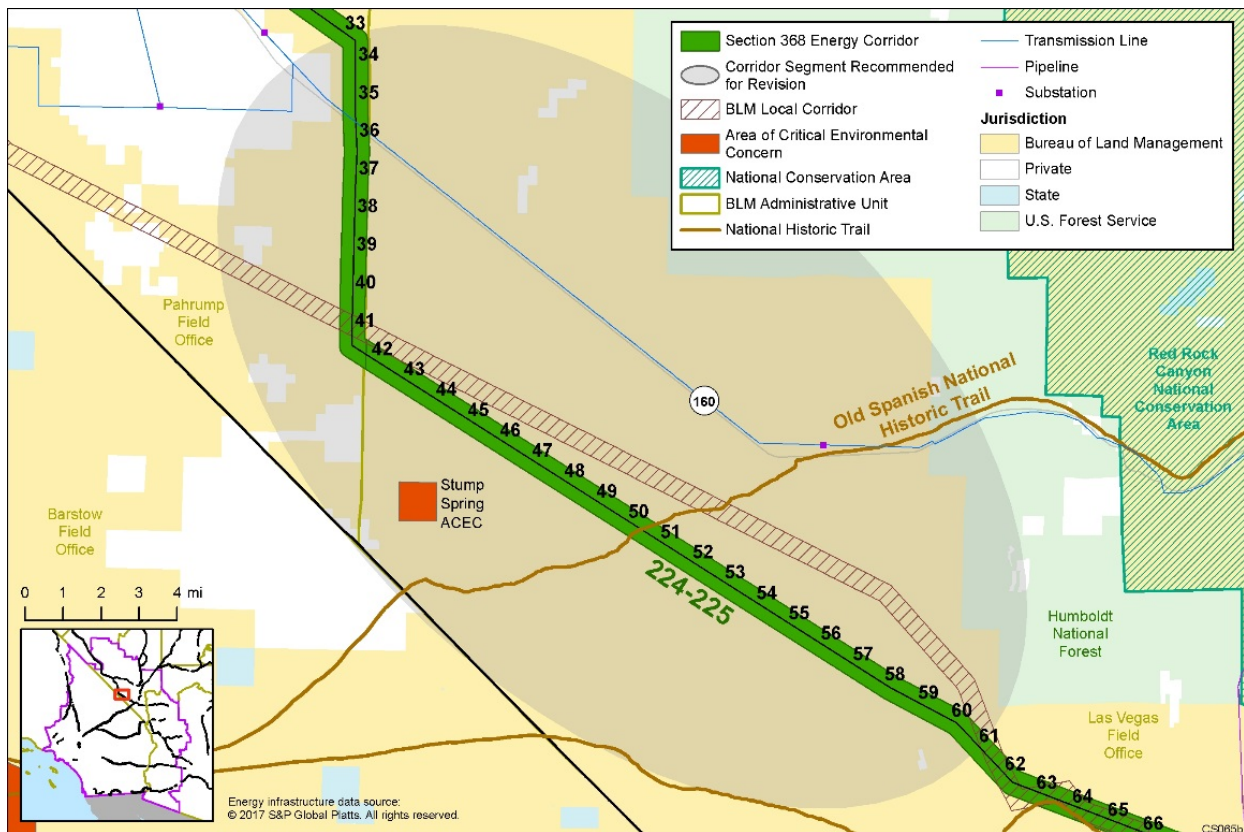 33
34
35
36
37
38
39
40
41
42
43
44
45
46
47
48
49
50
51
52
53
54
55
56
57
58
59
60
61
62
63
64
65
66
Section 368 Energy Corridor
Corridor Segment Recommended
for Revision
BLM Local Corridor
Area of Critical Environmental
Concern
National Conservation Area
BLM Administrative Unit
National Historic Trail
Transmission Line
Pipeline
Substation
Jurisdiction
Bureau of Land Management
Private
State
U.S. Forest Service
Pahrump
Field
Office
160
Old Spanish National
Historic Trail
Red Rock
Canyon
National
Conservation
Area
Stump
Spring
ACEC
Barstow
Field
Office
224-225
0 1 2 3 4 mi
Humboldt
National
Forest
Las Vegas
Field
Office
Energy infrastructure data source:
© 2017 S&P Global Platts. All rights reserved.
CS065b